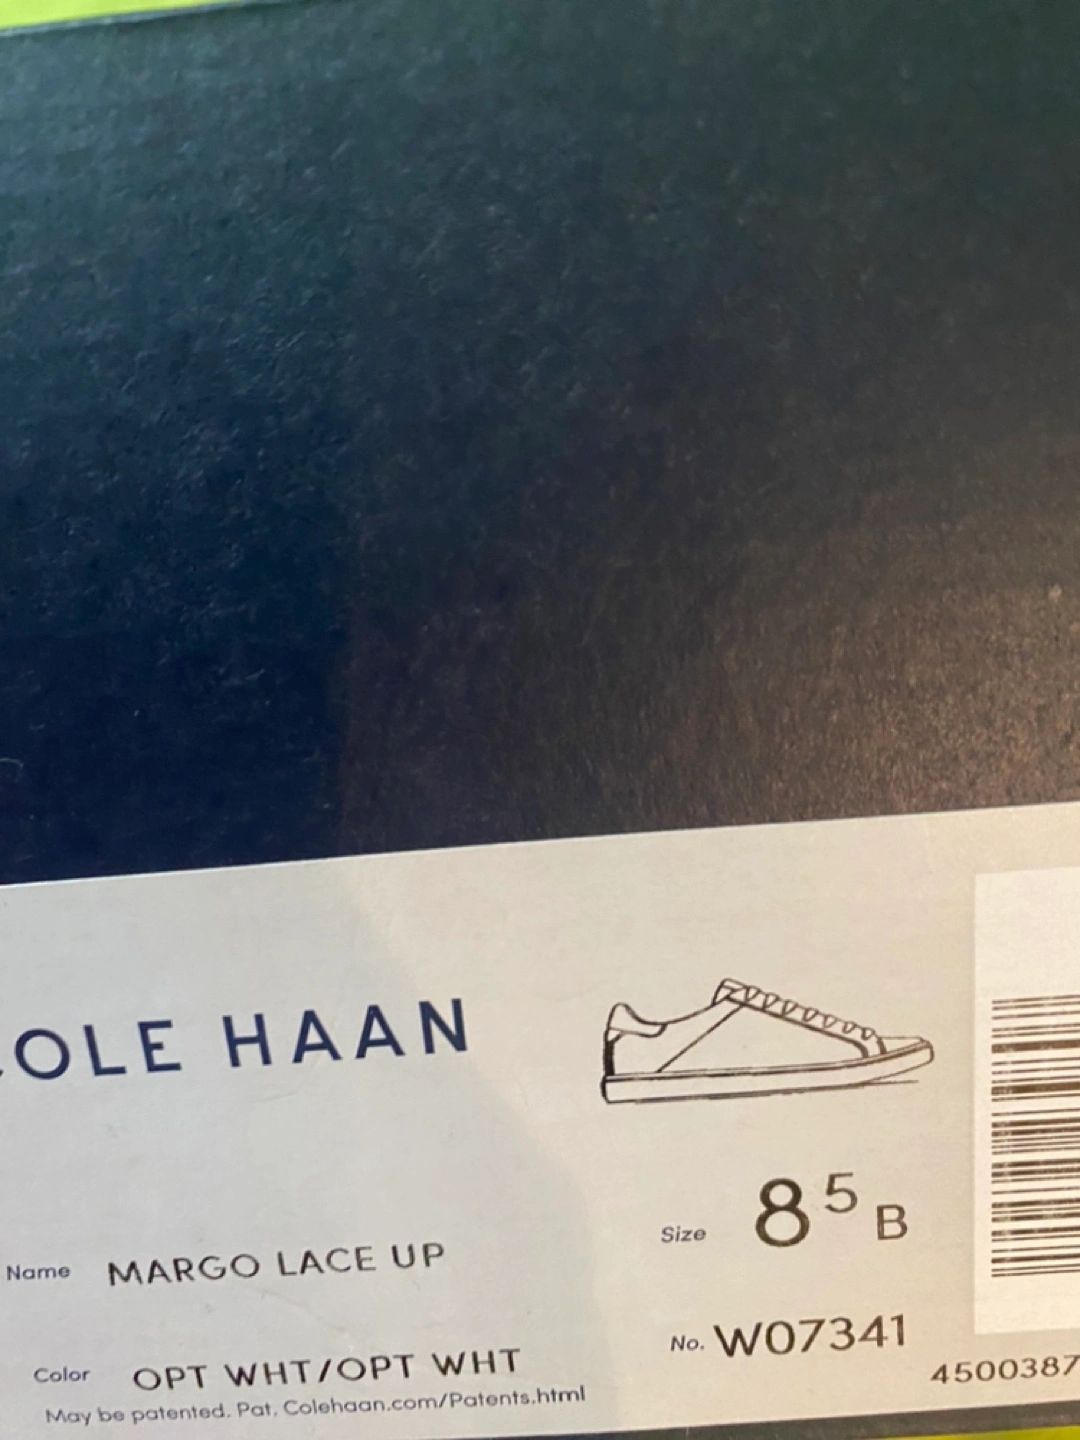 COLE HAAN
Size 8 5 B
Name MARGO LACE UP
No. W07341
Color OPT WHT/OPT WHT
4500387
May be patented. Pat. Colehaan.com/Patents.html